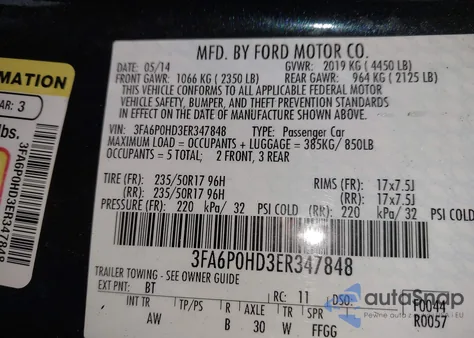 MFD. BY FORD MOTOR CO.
DATE: 05/14 GVWR: 2019 KG ( 4450 LB)
FRONT GAWR: 1066 KG ( 2350 LB) REAR GAWR: 964 KG ( 2125 LB)
THIS VEHICLE CONFORMS TO ALL APPLICABLE FEDERAL MOTOR
VEHICLE SAFETY, BUMPER, AND THEFT PREVENTION STANDARDS
IN EFFECT ON THE DATE OF MANUFACTURE SHOWN ABOVE.
VIN: 3FA6P0HD3ER347848 TYPE: Passenger Car
MAXIMUM LOAD = OCCUPANTS + LUGGAGE = 385KG/ 850LB
OCCUPANTS = 5 TOTAL; 2 FRONT, 3 REAR
TIRE (FR): 235/50R17 96H RIMS (FR): 17x7.5J
(RR): 235/50R17 96H (RR): 17x7.5J
PRESSURE (FR): 220 kPa/ 32 PSI COLD (RR): 220 kPa/ 32 PSI COLD
3FA6P0HD3ER347848
TRAILER TOWING - SEE OWNER GUIDE
EXT PNT: BT RC: 11 DSO:
INT TR TP/PS R AXLE TR SPR F0044
AW B 30 W FFGG R0057
MATION
AR: 3
lbs.
3FA6P0HD3ER347848
autoSnap